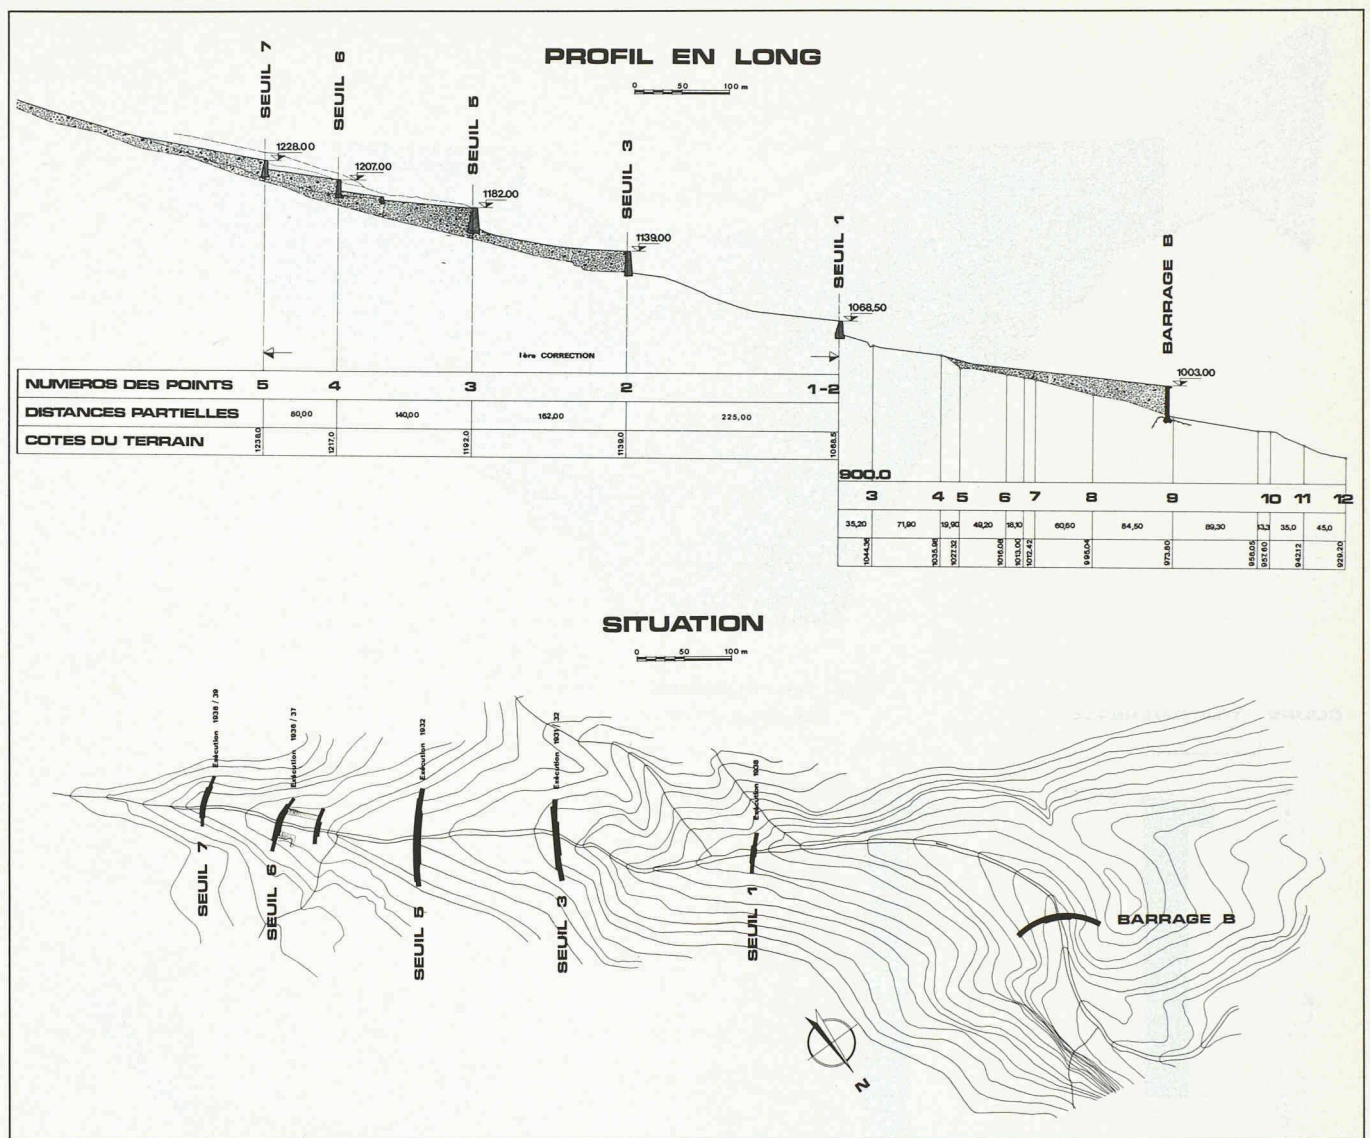 PROFIL EN LONG
0 50 100 m
SEUIL 7
SEUIL 6
SEUIL 5
SEUIL 3
SEUIL 1
BARRAGE B
1228.00
1207.00
1182.00
1139.00
1068.50
1003.00
1ère CORRECTION
NUMEROS DES POINTS 5 4 3 2 1-2
DISTANCES PARTIELLES 80,00 140,00 162,00 225,00
COTES DU TERRAIN 1238.0 1217.0 1192.0 1139.0 1068.5
900.0
3 4 5 6 7 8 9 10 11 12
35,20 71,90 19,90 49,20 18,10 60,60 84,50 89,30 13,3 35,0 45,0
1044.36 1035.98 1027.32 1016.08 1013.00 1012.42 995.04 973.80 958.05 957.60 942.12 929.20
SITUATION
0 50 100 m
Exécution 1938 / 39
Exécution 1936 / 37
Exécution 1932
Exécution 1931 / 32
Exécution 1938
SEUIL 7
SEUIL 6
SEUIL 5
SEUIL 3
SEUIL 1
BARRAGE B
N